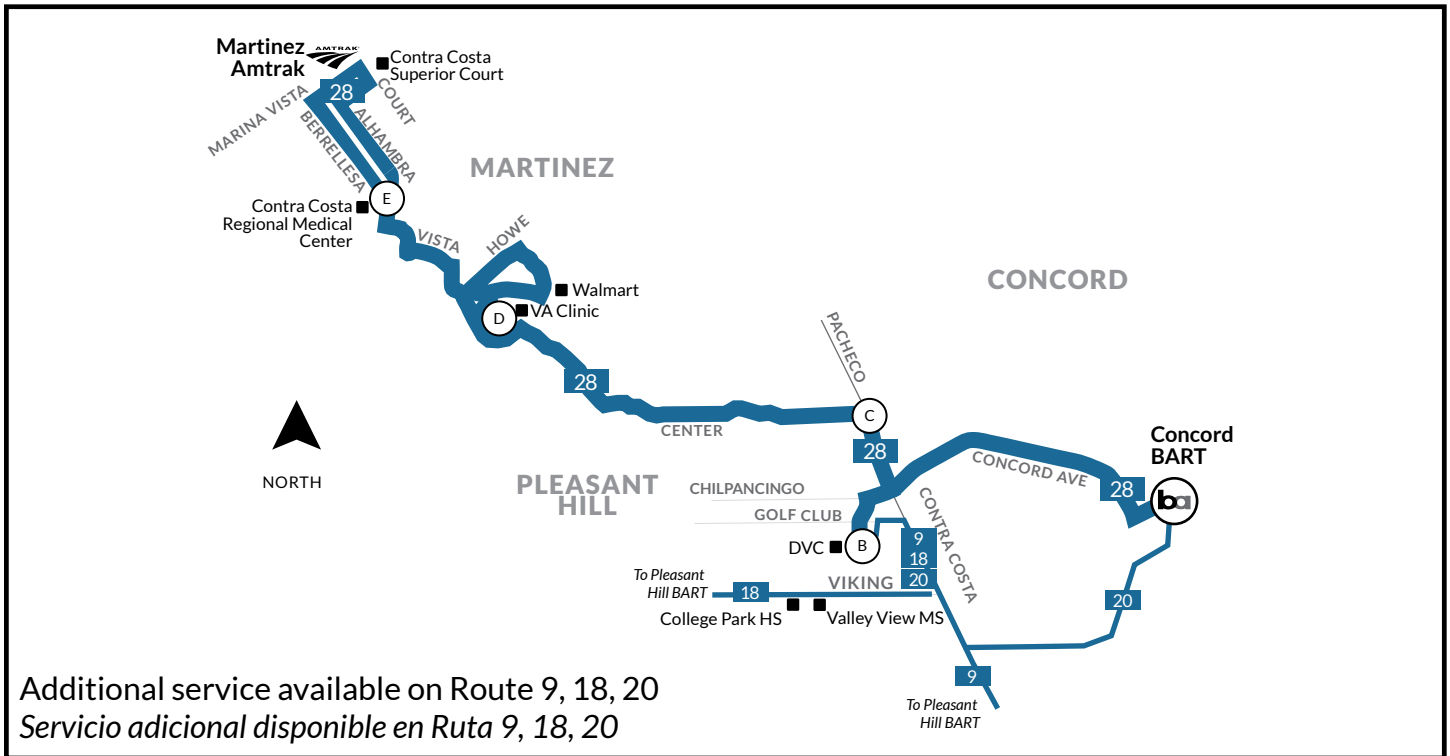 Martinez
Amtrak
AMTRAK
Contra Costa
Superior Court
28
MARINA VISTA
COURT
BERRELLESA
ALHAMBRA
MARTINEZ
E
Contra Costa
Regional Medical
Center
VISTA
HOWE
Walmart
D
VA Clinic
CONCORD
PACHECO
28
CENTER
C
NORTH
28
PLEASANT
HILL
CHILPANCINGO
GOLF CLUB
CONCORD AVE
28
Concord
BART
ba
DVC
B
CONTRA COSTA
9
18
20
To Pleasant
Hill BART
18
VIKING
College Park HS
Valley View MS
20
9
To Pleasant
Hill BART
Additional service available on Route 9, 18, 20
Servicio adicional disponible en Ruta 9, 18, 20